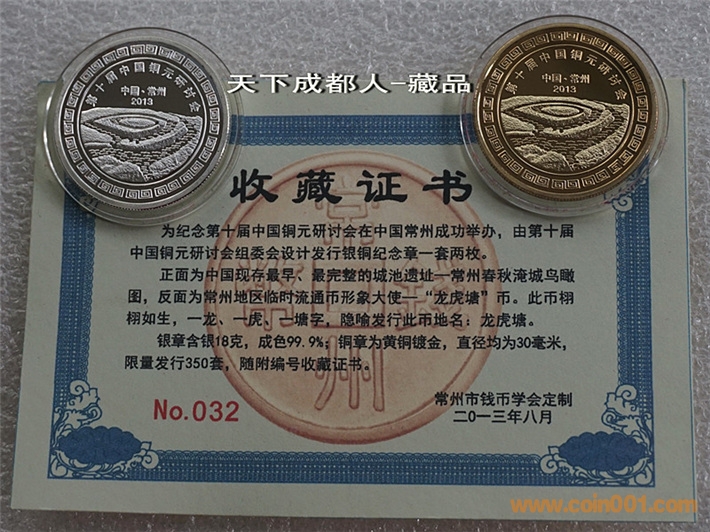 第十届中国铜元研讨会
中国·常州
2013
第十届中国铜元研讨会
中国·常州
2013
天下成都人-藏品
收藏证书
为纪念第十届中国铜元研讨会在中国常州成功举办，由第十届
中国铜元研讨会组委会设计发行银铜纪念章一套两枚。
正面为中国现存最早、最完整的城池遗址—常州春秋淹城鸟瞰
图，反面为常州地区临时流通币形象大使—“龙虎塘”币。此币栩
栩如生，一龙、一虎、一塘字，隐喻发行此币地名：龙虎塘。
银章含银18克，成色99.9%；铜章为黄铜镀金，直径均为30毫米，
限量发行350套，随附编号收藏证书。
No.032
常州市钱币学会定制
二〇一三年八月
www.coin001.com